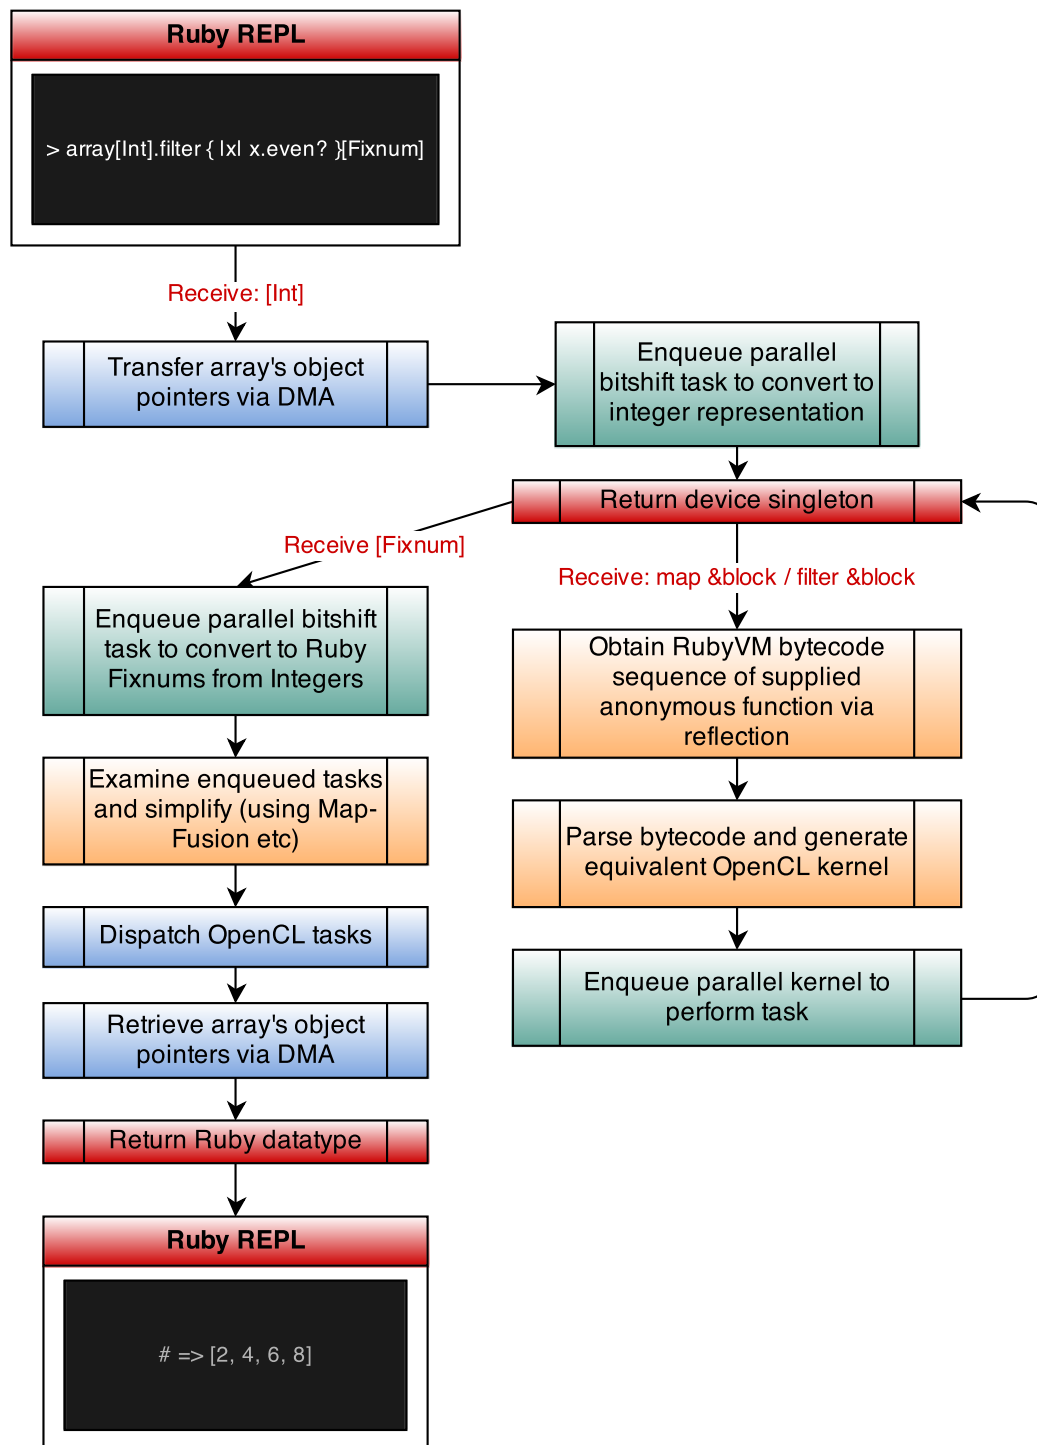 Ruby REPL
> array[Int].filter { |x| x.even? }[Fixnum]
Receive: [Int]
Transfer array's object
pointers via DMA
Enqueue parallel
bitshift task to convert to
integer representation
Return device singleton
Receive [Fixnum]
Receive: map &block / filter &block
Enqueue parallel bitshift
task to convert to Ruby
Fixnums from Integers
Obtain RubyVM bytecode
sequence of supplied
anonymous function via
reflection
Examine enqueued tasks
and simplify (using Map-
Fusion etc)
Parse bytecode and generate
equivalent OpenCL kernel
Dispatch OpenCL tasks
Enqueue parallel kernel to
perform task
Retrieve array's object
pointers via DMA
Return Ruby datatype
Ruby REPL
# => [2, 4, 6, 8]